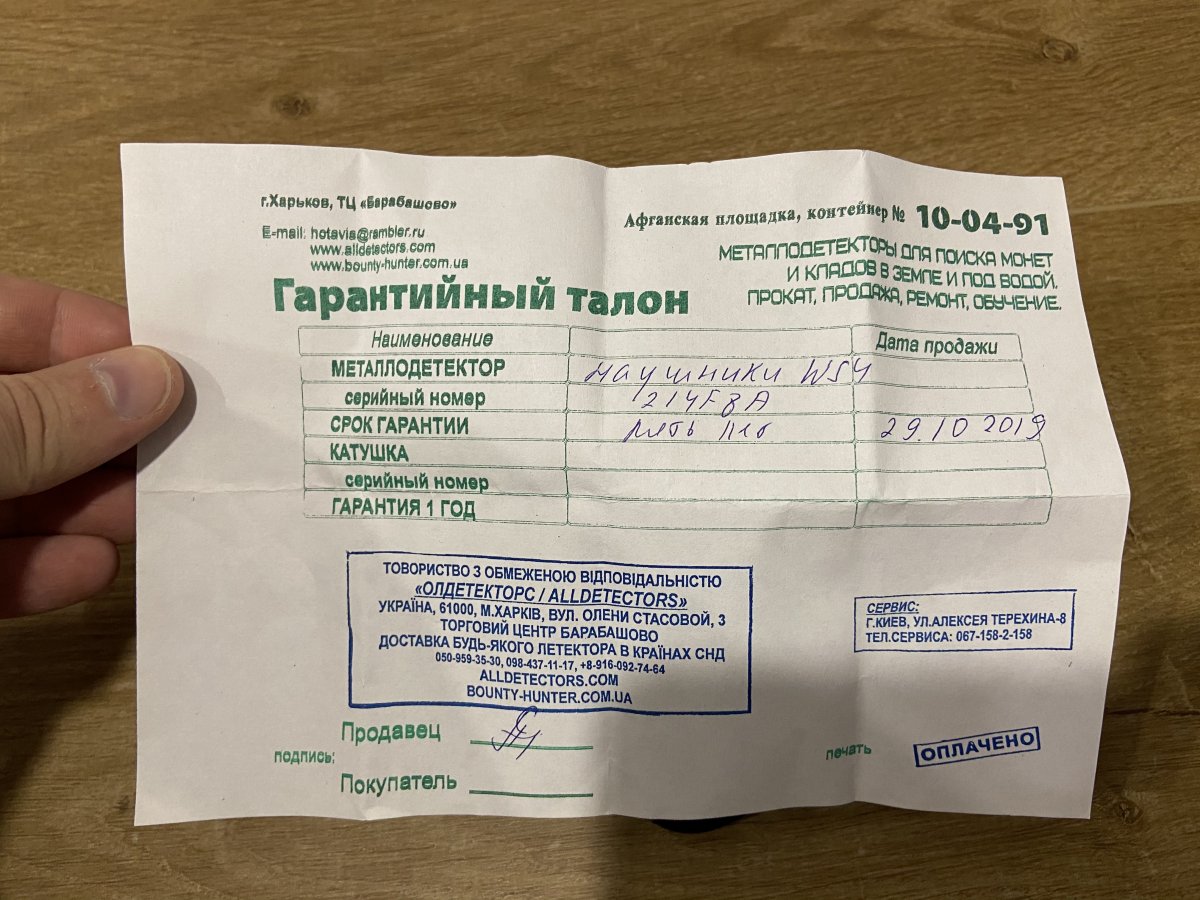 г.Харьков, ТЦ «Барабашово»
Афганская площадка, контейнер № 10-04-91
E-mail: hotavia@rambler.ru
www.alldetectors.com
www.bounty-hunter.com.ua
МЕТАЛЛОДЕТЕКТОРЫ ДЛЯ ПОИСКА МОНЕТ
И КЛАДОВ В ЗЕМЛЕ И ПОД ВОДОЙ.
ПРОКАТ, ПРОДАЖА, РЕМОНТ, ОБУЧЕНИЕ.
Гарантийный талон
Наименование Дата продажи
МЕТАЛЛОДЕТЕКТОР наушники WS4
серийный номер 214F8A
СРОК ГАРАНТИИ пять лет 29.10 2019
КАТУШКА
серийный номер
ГАРАНТИЯ 1 ГОД
ТОВОРИСТВО З ОБМЕЖЕНОЮ ВІДПОВІДАЛЬНІСТЮ
«ОЛДЕТЕКТОРС / ALLDETECTORS»
УКРАЇНА, 61000, М.ХАРКІВ, ВУЛ. ОЛЕНИ СТАСОВОЙ, 3
ТОРГОВИЙ ЦЕНТР БАРАБАШОВО
ДОСТАВКА БУДЬ-ЯКОГО ЛЕТЕКТОРА В КРАЇНАХ СНД
050-959-35-30, 098-437-11-17, +8-916-092-74-64
ALLDETECTORS.COM
BOUNTY-HUNTER.COM.UA
СЕРВИС:
Г.КИЕВ, УЛ.АЛЕКСЕЯ ТЕРЕХИНА-8
ТЕЛ.СЕРВИСА: 067-158-2-158
Продавец
подпись:
Покупатель
печать
ОПЛАЧЕНО